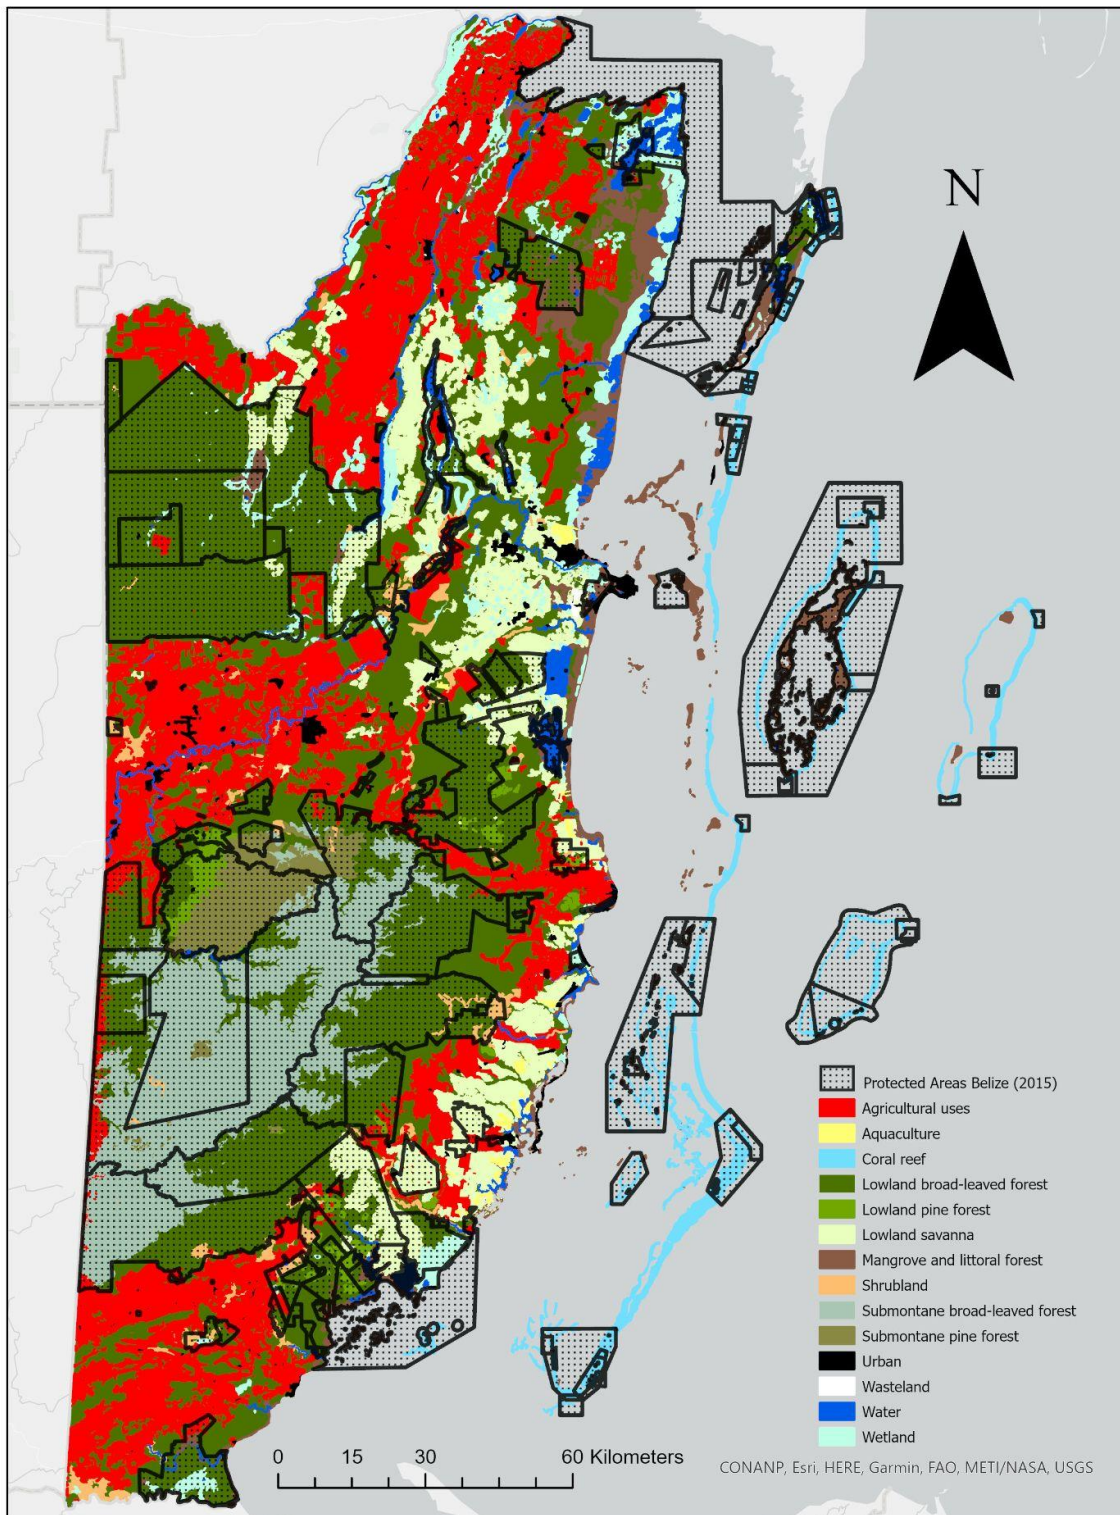 N
Protected Areas Belize (2015)
Agricultural uses
Aquaculture
Coral reef
Lowland broad-leaved forest
Lowland pine forest
Lowland savanna
Mangrove and littoral forest
Shrubland
Submontane broad-leaved forest
Submontane pine forest
Urban
Wasteland
Water
Wetland
0 15 30 60 Kilometers
CONANP, Esri, HERE, Garmin, FAO, METI/NASA, USGS